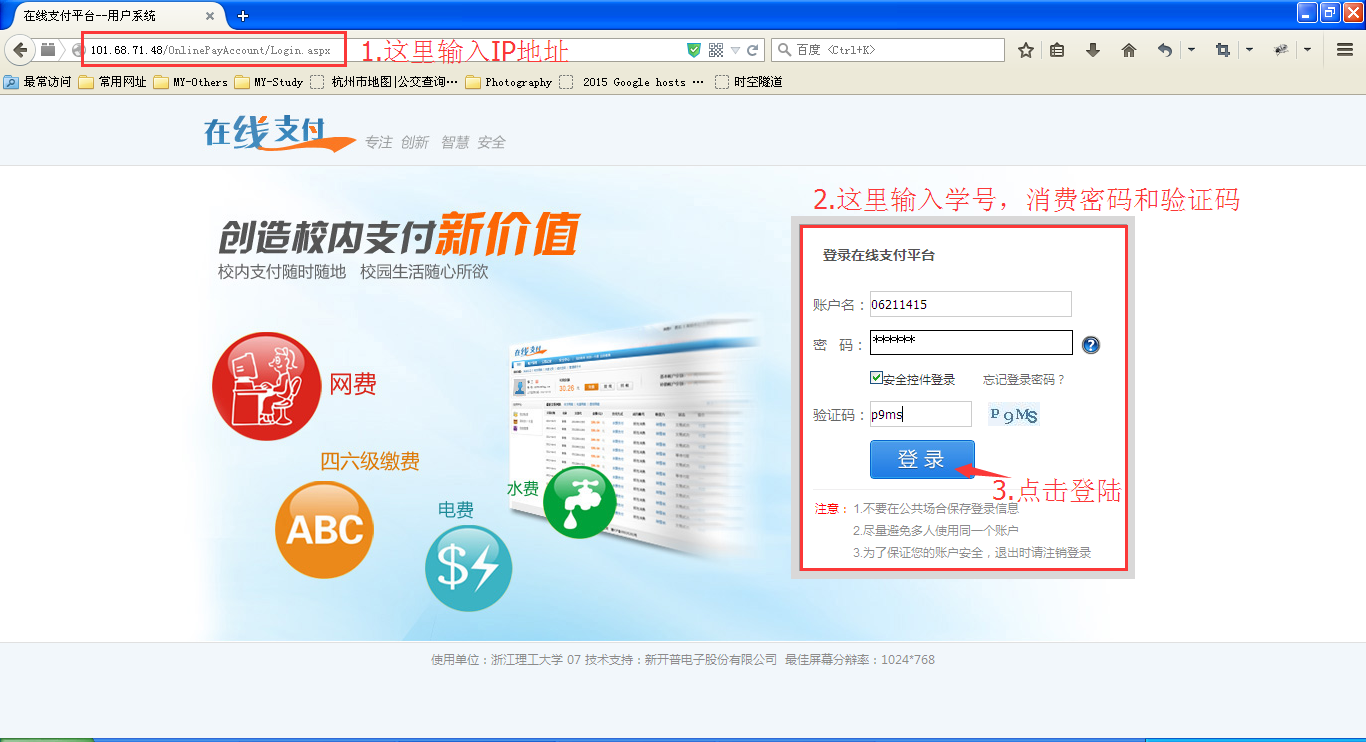 在线支付平台--用户系统
101.68.71.48/OnlinePayAccount/Login.aspx
1.这里输入IP地址
百度 <Ctrl+K>
最常访问 常用网址 MY-Others MY-Study 杭州市地图|公交查询… Photography 2015 Google hosts … 时空隧道
在线支付 专注 创新 智慧 安全
2.这里输入学号，消费密码和验证码
创造校内支付新价值
校内支付随时随地 校园生活随心所欲
登录在线支付平台
账户名：06211415
密 码：******
安全控件登录 忘记登录密码？
验证码：p9ms P9MS
登录
3.点击登陆
注意：1.不要在公共场合保存登录信息
2.尽量避免多人使用同一个账户
3.为了保证您的账户安全，退出时请注销登录
网费
四六级缴费
ABC
电费
$
水费
在线支付
30.26
使用单位：浙江理工大学 07 技术支持：新开普电子股份有限公司 最佳屏幕分辩率：1024*768